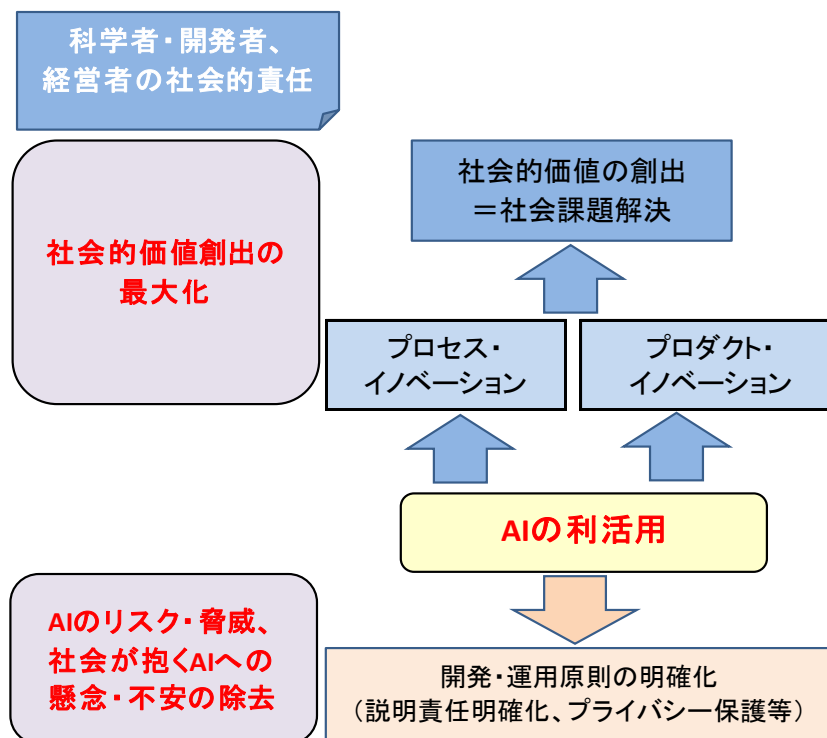 科学者・開発者、
経営者の社会的責任
社会的価値創出の
最大化
社会的価値の創出
＝社会課題解決
プロセス・
イノベーション
プロダクト・
イノベーション
AIの利活用
AIのリスク・脅威、
社会が抱くAIへの
懸念・不安の除去
開発・運用原則の明確化
（説明責任明確化、プライバシー保護等）